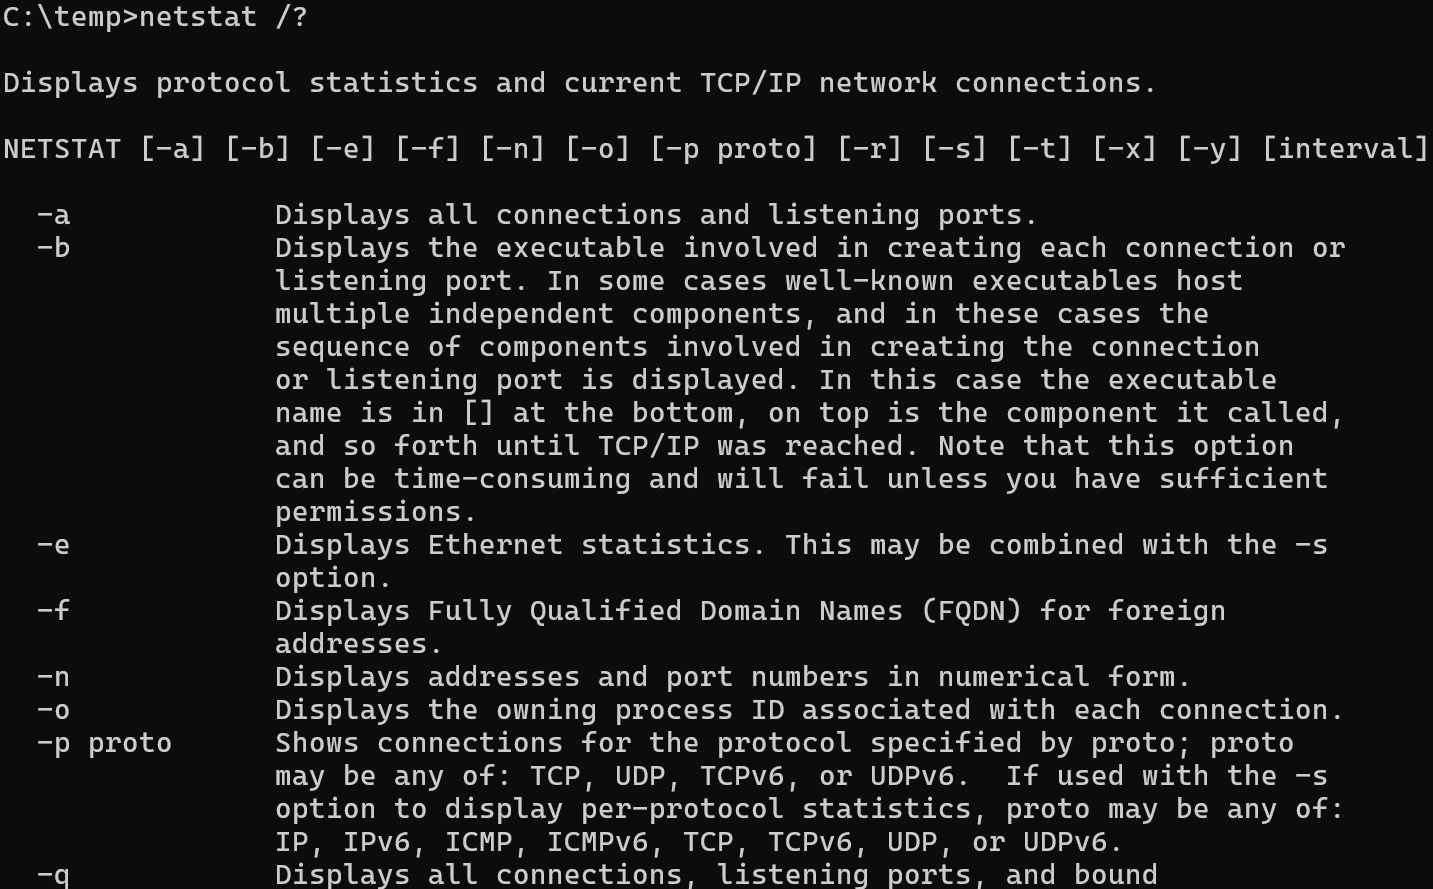 C:\temp>netstat /?
Displays protocol statistics and current TCP/IP network connections.
NETSTAT [-a] [-b] [-e] [-f] [-n] [-o] [-p proto] [-r] [-s] [-t] [-x] [-y] [interval]
-a Displays all connections and listening ports.
-b Displays the executable involved in creating each connection or
listening port. In some cases well-known executables host
multiple independent components, and in these cases the
sequence of components involved in creating the connection
or listening port is displayed. In this case the executable
name is in [] at the bottom, on top is the component it called,
and so forth until TCP/IP was reached. Note that this option
can be time-consuming and will fail unless you have sufficient
permissions.
-e Displays Ethernet statistics. This may be combined with the -s
option.
-f Displays Fully Qualified Domain Names (FQDN) for foreign
addresses.
-n Displays addresses and port numbers in numerical form.
-o Displays the owning process ID associated with each connection.
-p proto Shows connections for the protocol specified by proto; proto
may be any of: TCP, UDP, TCPv6, or UDPv6.  If used with the -s
option to display per-protocol statistics, proto may be any of:
IP, IPv6, ICMP, ICMPv6, TCP, TCPv6, UDP, or UDPv6.
-q Displays all connections, listening ports, and bound